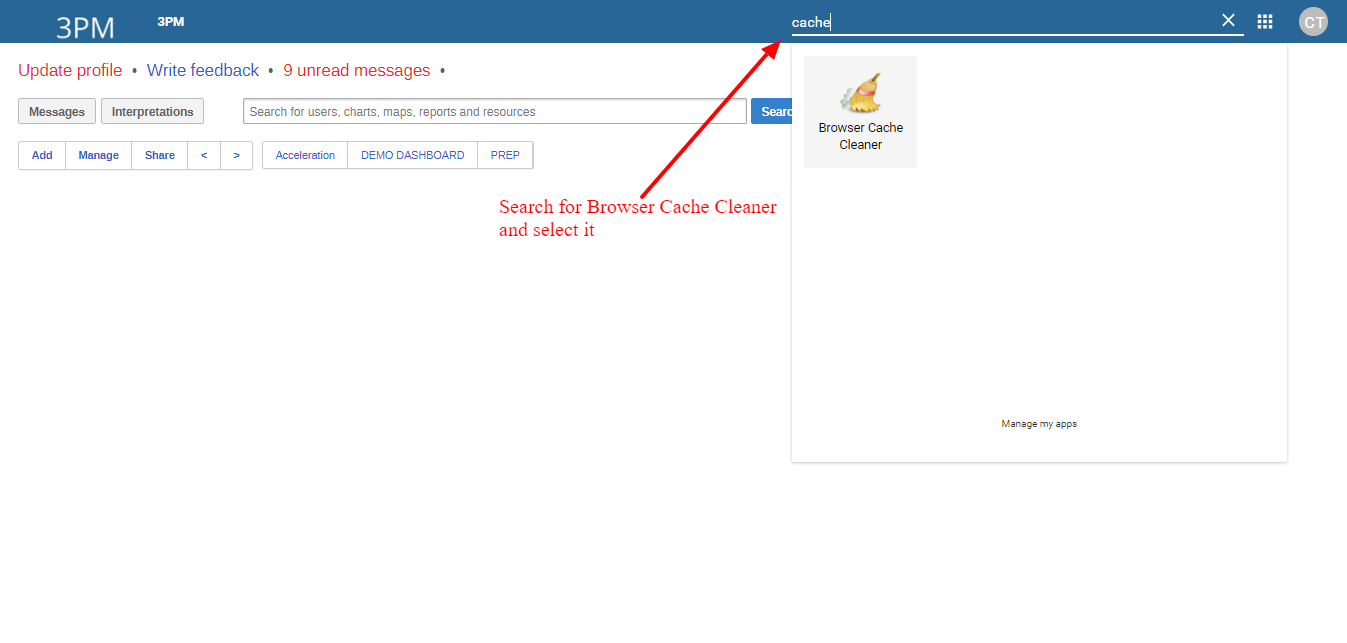 3PM
3PM
cache
CT
Update profile • Write feedback • 9 unread messages •
Messages
Interpretations
Search for users, charts, maps, reports and resources
Searc
Add
Manage
Share
<
>
Acceleration
DEMO DASHBOARD
PREP
Browser Cache
Cleaner
Search for Browser Cache Cleaner
and select it
Manage my apps